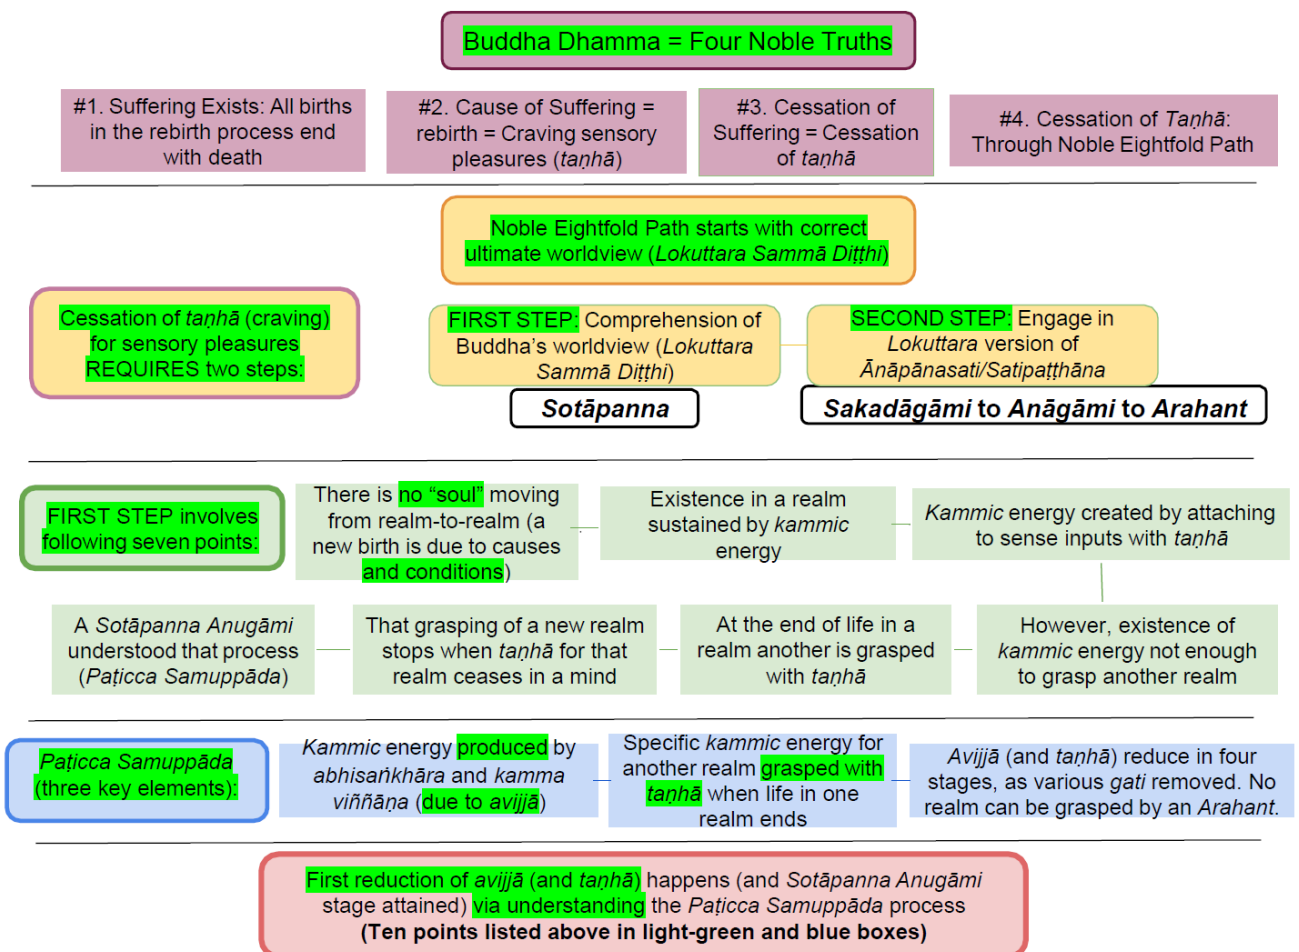 Buddha Dhamma = Four Noble Truths
#1. Suffering Exists: All births
in the rebirth process end
with death
#2. Cause of Suffering =
rebirth = Craving sensory
pleasures (taṇhā)
#3. Cessation of
Suffering = Cessation
of taṇhā
#4. Cessation of Taṇhā:
Through Noble Eightfold Path
Noble Eightfold Path starts with correct
ultimate worldview (Lokuttara Sammā Diṭṭhi)
Cessation of taṇhā (craving)
for sensory pleasures
REQUIRES two steps:
FIRST STEP: Comprehension of
Buddha’s worldview (Lokuttara
Sammā Diṭṭhi)
SECOND STEP: Engage in
Lokuttara version of
Ānāpānasati/Satipaṭṭhāna
Sotāpanna
Sakadāgāmi to Anāgāmi to Arahant
FIRST STEP involves
following seven points:
There is no “soul” moving
from realm-to-realm (a
new birth is due to causes
and conditions)
Existence in a realm
sustained by kammic
energy
Kammic energy created by attaching
to sense inputs with taṇhā
However, existence of
kammic energy not enough
to grasp another realm
At the end of life in a
realm another is grasped
with taṇhā
That grasping of a new realm
stops when taṇhā for that
realm ceases in a mind
A Sotāpanna Anugāmi
understood that process
(Paṭicca Samuppāda)
Paṭicca Samuppāda
(three key elements):
Kammic energy produced by
abhisaṅkhāra and kamma
viññāṇa (due to avijjā)
Specific kammic energy for
another realm grasped with
taṇhā when life in one
realm ends
Avijjā (and taṇhā) reduce in four
stages, as various gati removed. No
realm can be grasped by an Arahant.
First reduction of avijjā (and taṇhā) happens (and Sotāpanna Anugāmi
stage attained) via understanding the Paṭicca Samuppāda process
(Ten points listed above in light-green and blue boxes)